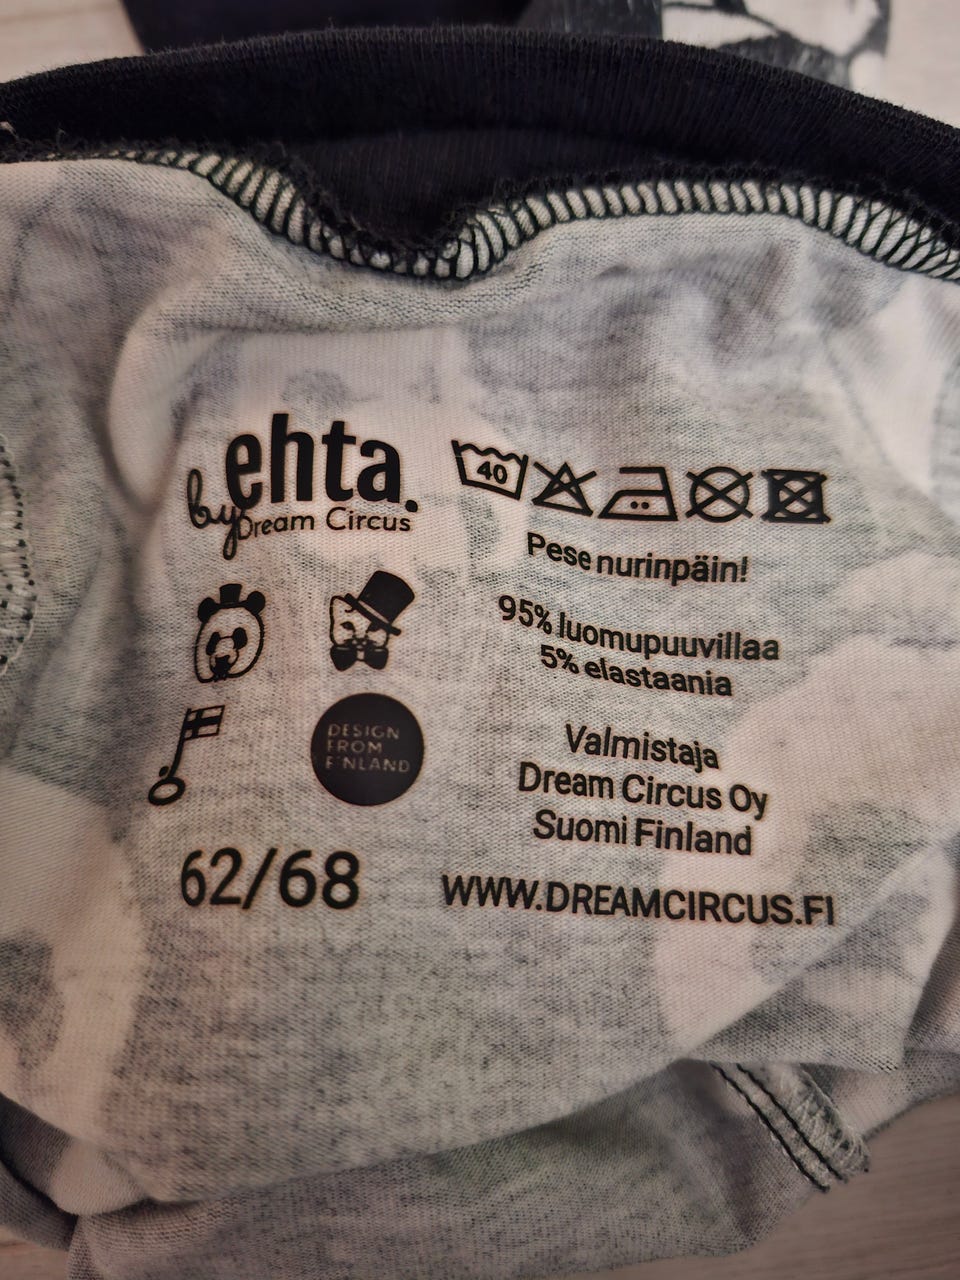 ehta.
by Dream Circus
DESIGN
FROM
FINLAND
62/68
40
Pese nurinpäin!
95% luomupuuvillaa
5% elastaania
Valmistaja
Dream Circus Oy
Suomi Finland
WWW.DREAMCIRCUS.FI